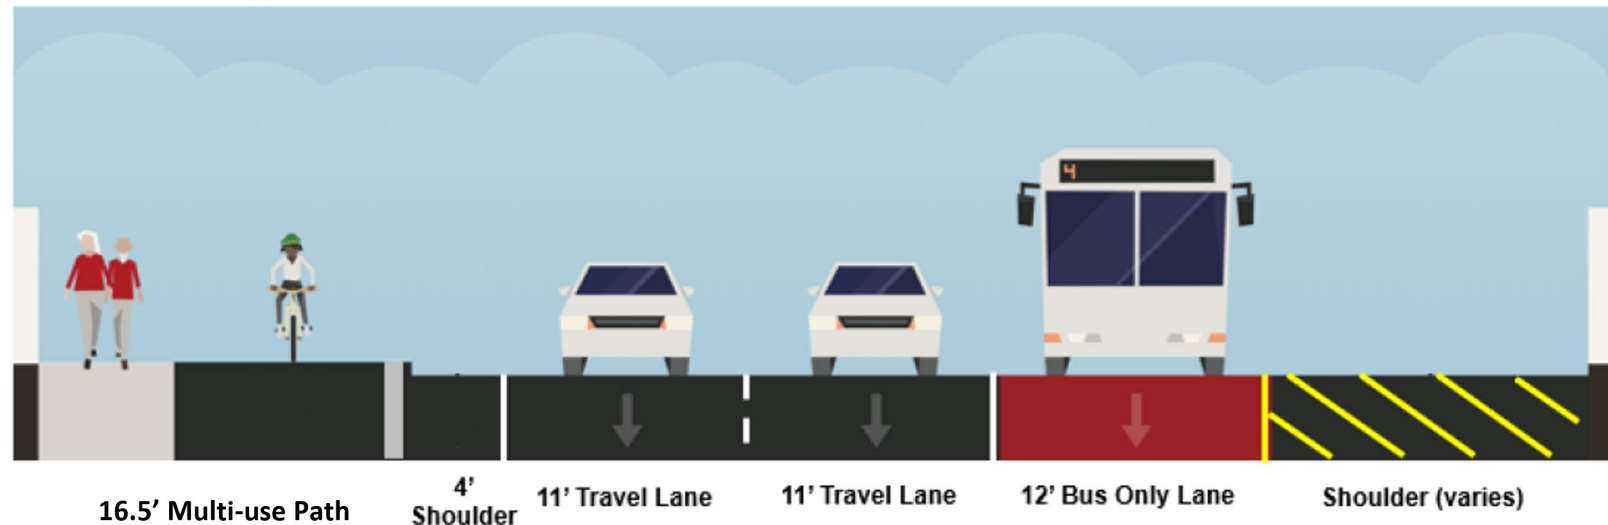 4
16.5’ Multi-use Path
4’
Shoulder
11’ Travel Lane
11’ Travel Lane
12’ Bus Only Lane
Shoulder (varies)